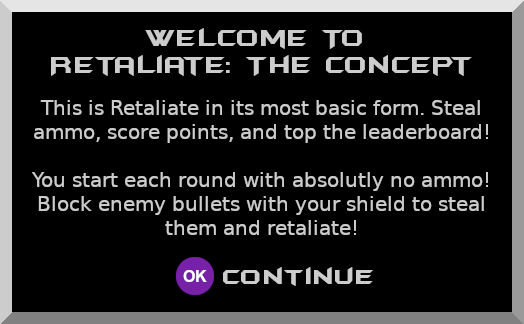 WELCOME TO
RETALIATE: THE CONCEPT
This is Retaliate in its most basic form. Steal
ammo, score points, and top the leaderboard!
You start each round with absolutly no ammo!
Block enemy bullets with your shield to steal
them and retaliate!
OK CONTINUE